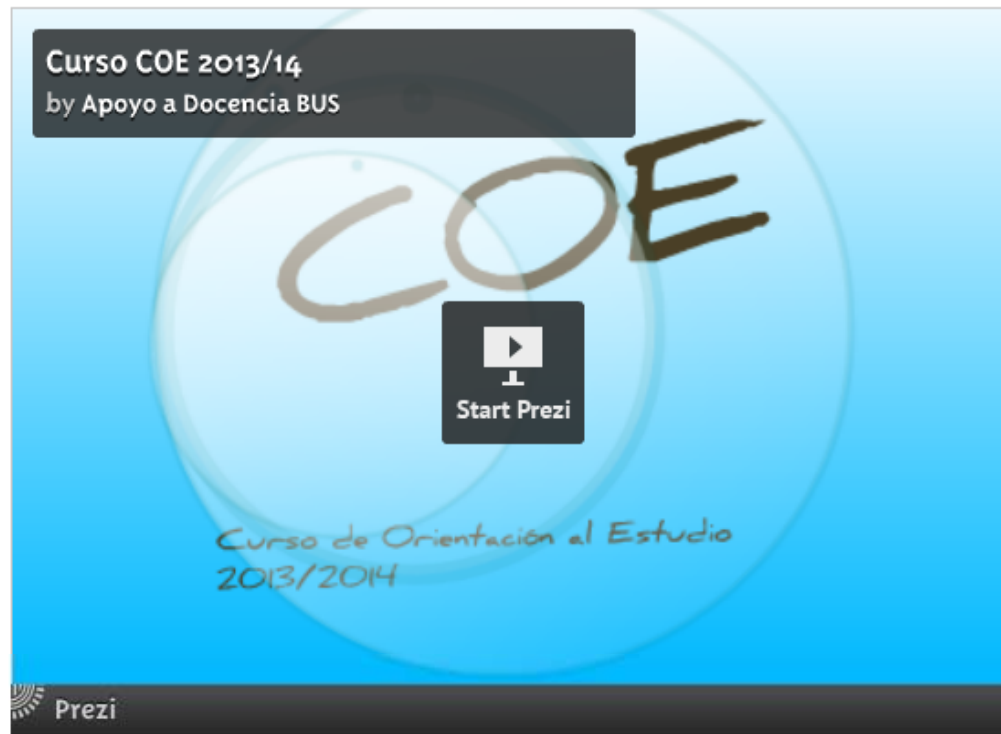 Curso COE 2013/14
by Apoyo a Docencia BUS
COE
Start Prezi
Curso de Orientación al Estudio
2013/2014
Prezi